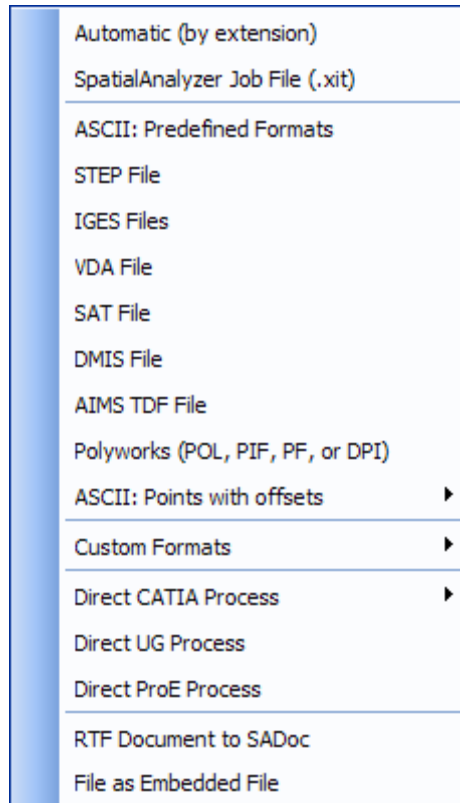 Automatic (by extension)
SpatialAnalyzer Job File (.xit)
ASCII: Predefined Formats
STEP File
IGES Files
VDA File
SAT File
DMIS File
AIMS TDF File
Polyworks (POL, PIF, PF, or DPI)
ASCII: Points with offsets
Custom Formats
Direct CATIA Process
Direct UG Process
Direct ProE Process
RTF Document to SADoc
File as Embedded File